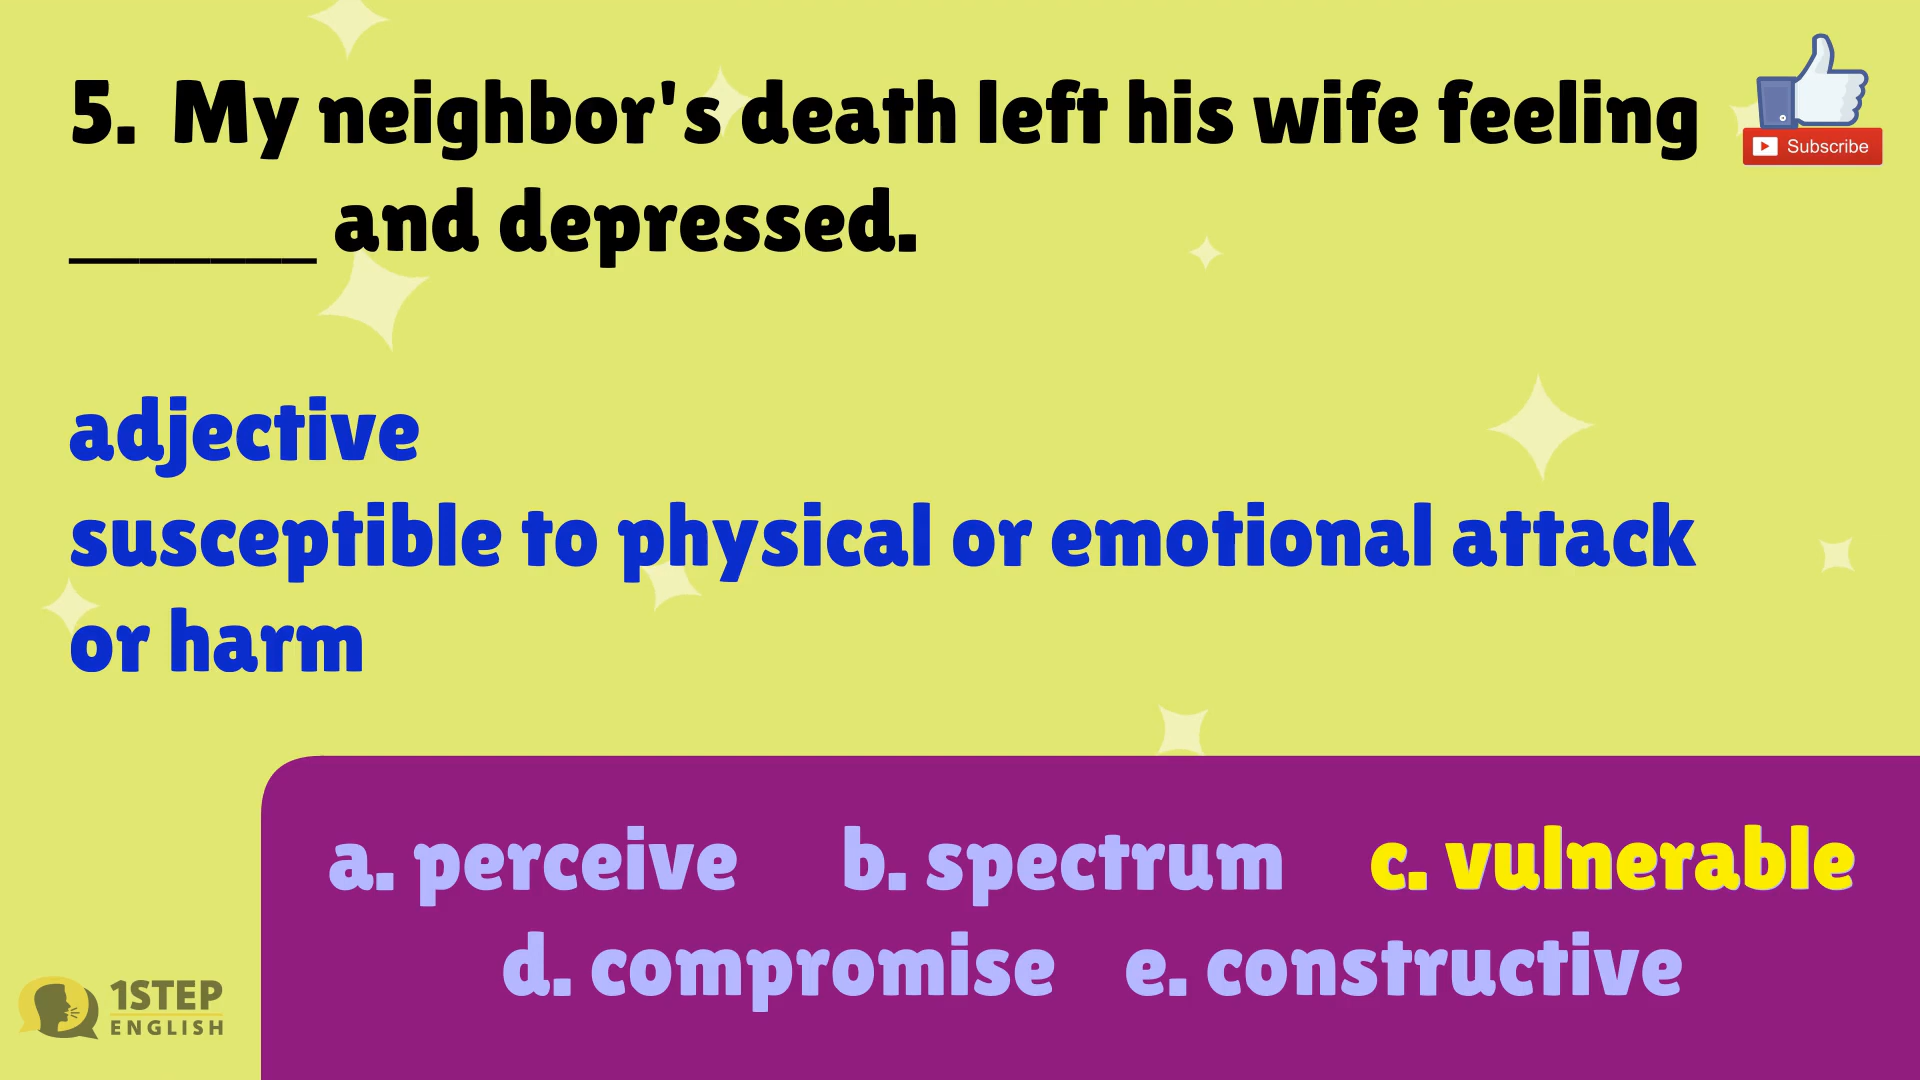 5. My neighbor's death left his wife feeling
_______ and depressed.
Subscribe
adjective
susceptible to physical or emotional attack
or harm
a. perceive b. spectrum c. vulnerable
d. compromise e. constructive
1STEP
ENGLISH